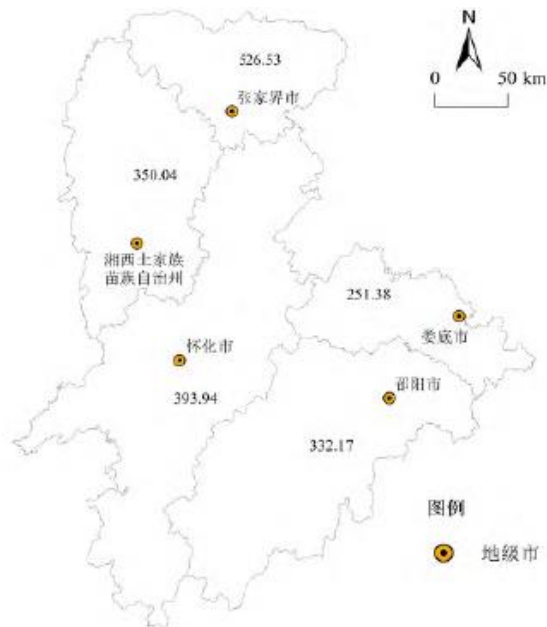 N
0 50 km
526.53
张家界市
350.04
湘西土家族
苗族自治州
251.38
娄底市
怀化市
393.94
邵阳市
332.17
图例
地级市